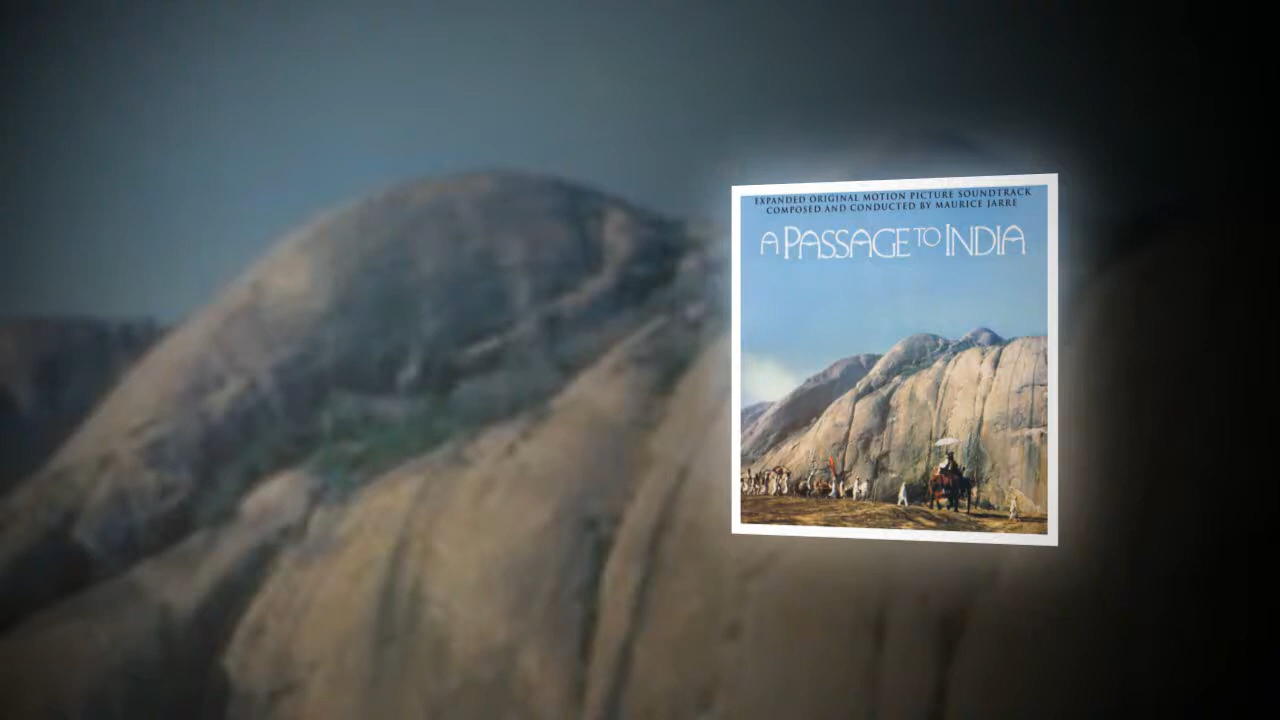 EXPANDED ORIGINAL MOTION PICTURE SOUNDTRACK
COMPOSED AND CONDUCTED BY MAURICE JARRE
A PASSAGE TO INDIA